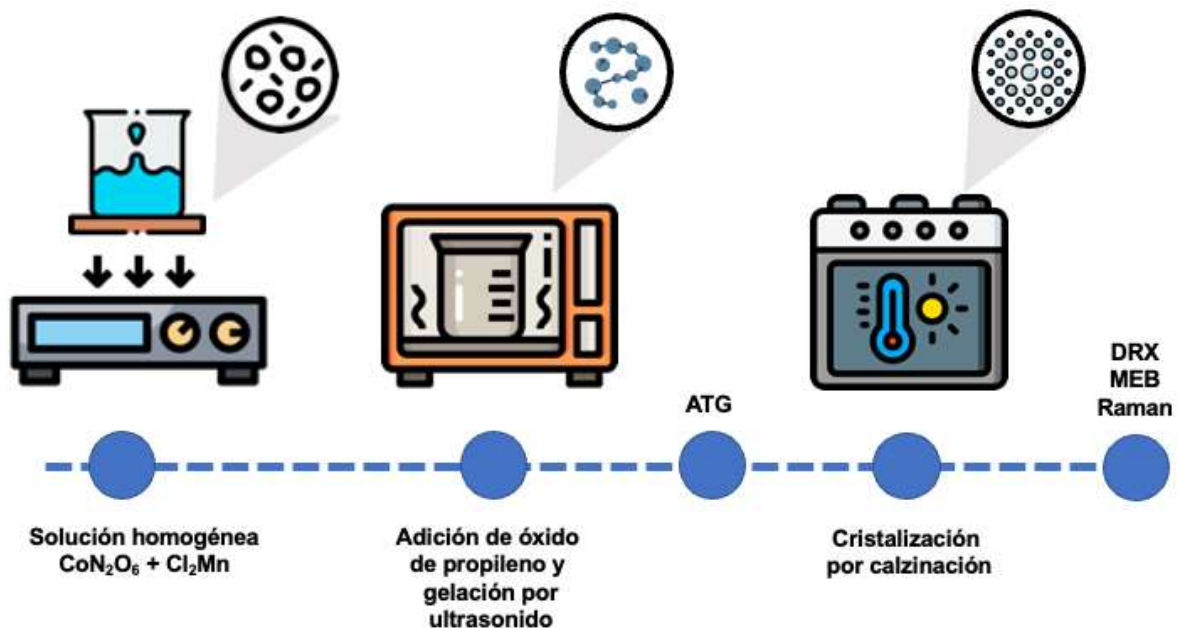 ATG
DRX
MEB
Raman
Solución homogénea
CoN₂O₆ + Cl₂Mn
Adición de óxido
de propileno y
gelación por
ultrasonido
Cristalización
por calzinación